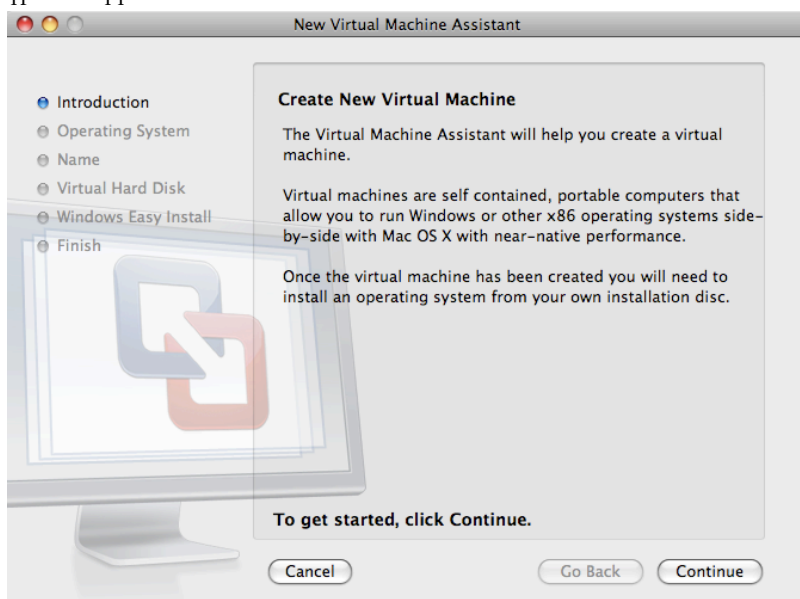 New Virtual Machine Assistant
Introduction
Operating System
Name
Virtual Hard Disk
Windows Easy Install
Finish
Create New Virtual Machine
The Virtual Machine Assistant will help you create a virtual
machine.
Virtual machines are self contained, portable computers that
allow you to run Windows or other x86 operating systems side-
by-side with Mac OS X with near-native performance.
Once the virtual machine has been created you will need to
install an operating system from your own installation disc.
To get started, click Continue.
Cancel
Go Back
Continue